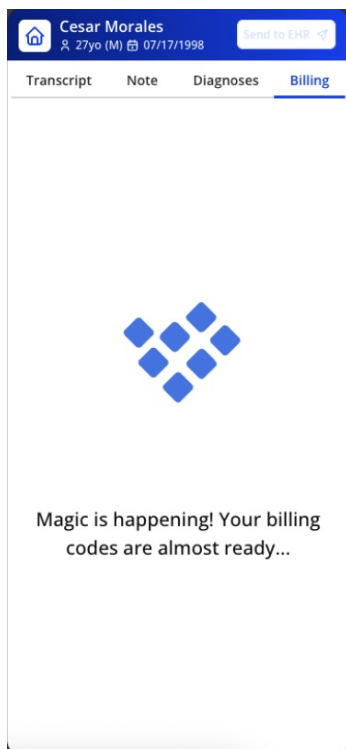 Cesar Morales
27yo (M) 07/17/1998
Send to EHR
Transcript Note Diagnoses Billing
Magic is happening! Your billing
codes are almost ready...